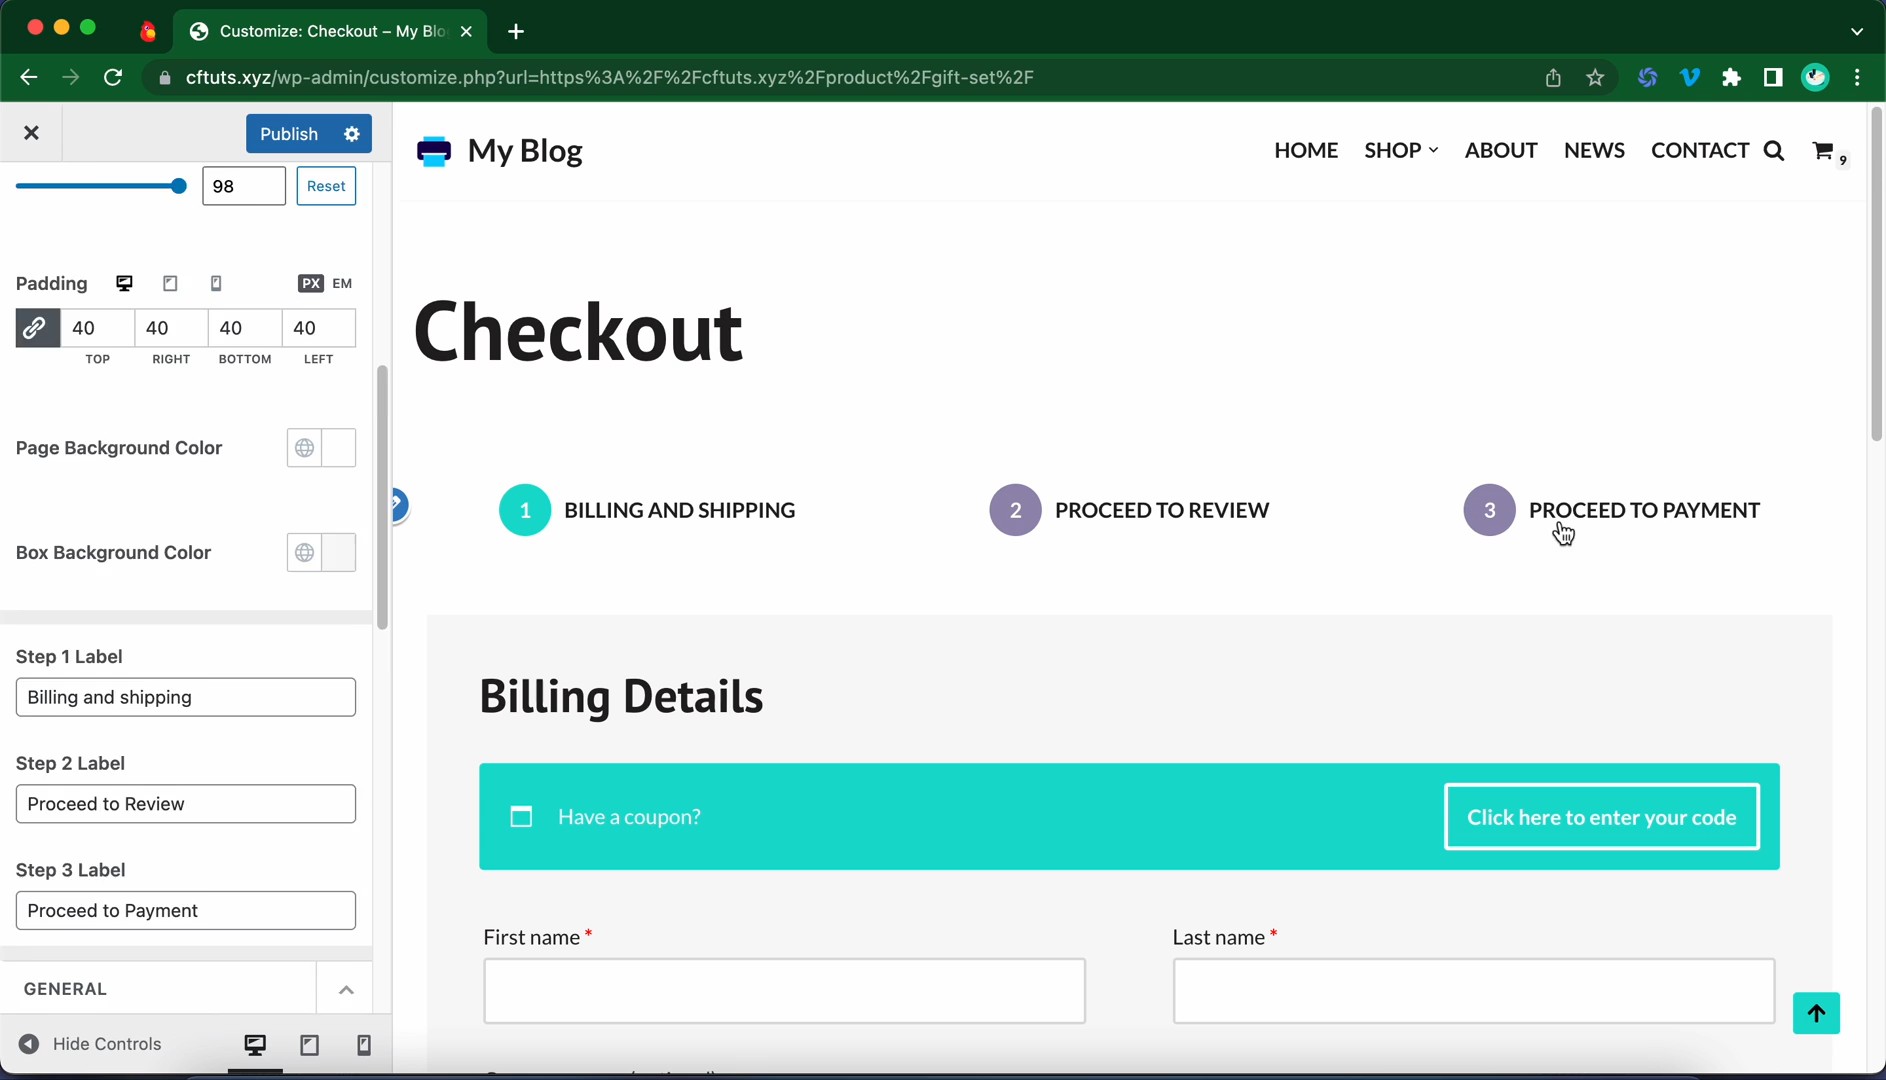 Customize: Checkout – My Blo
cftuts.xyz/wp-admin/customize.php?url=https%3A%2F%2Fcftuts.xyz%2Fproduct%2Fgift-set%2F
Publish
98
Reset
Padding
PX EM
40 40 40 40
TOP RIGHT BOTTOM LEFT
Page Background Color
Box Background Color
Step 1 Label
Billing and shipping
Step 2 Label
Proceed to Review
Step 3 Label
Proceed to Payment
GENERAL
Hide Controls
My Blog
HOME SHOP ABOUT NEWS CONTACT 9
Checkout
1 BILLING AND SHIPPING 2 PROCEED TO REVIEW 3 PROCEED TO PAYMENT
Billing Details
Have a coupon? Click here to enter your code
First name * Last name *